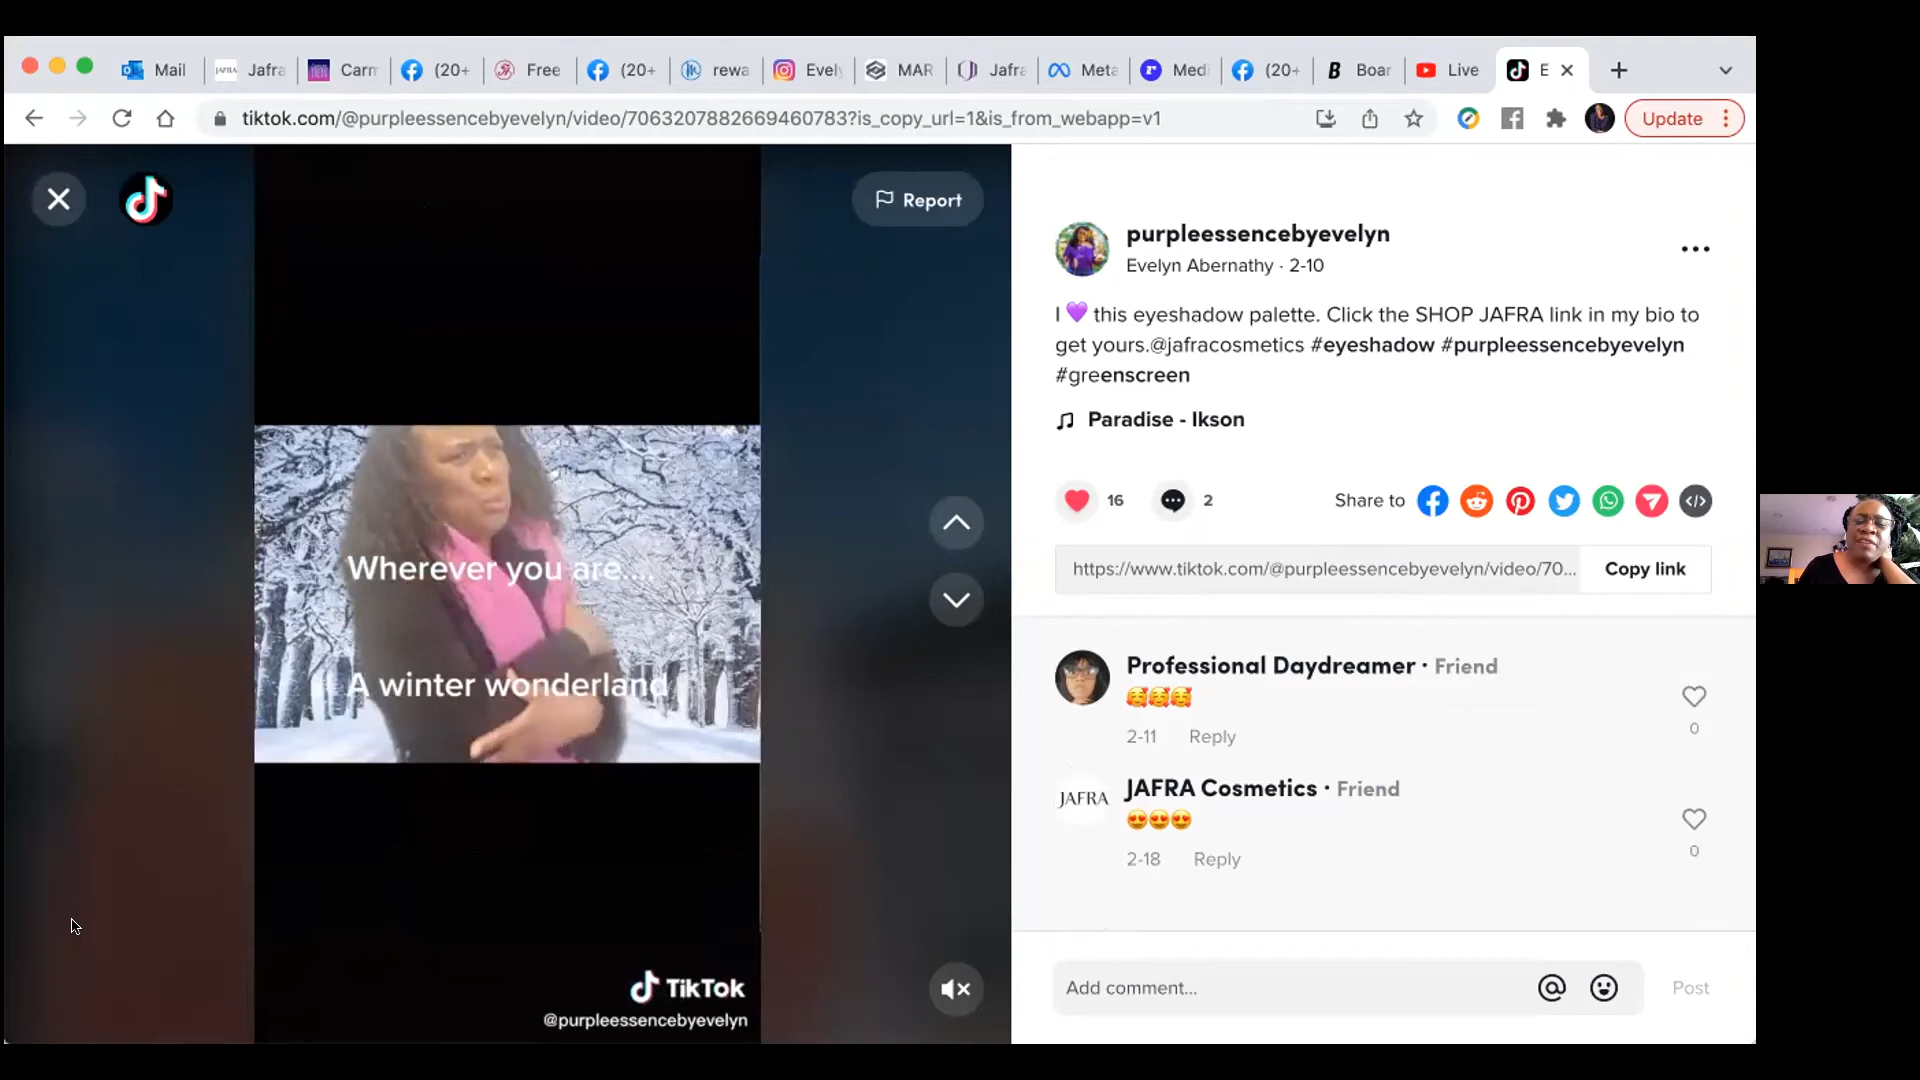 Mail
Jafra
Carm
(20+
Free
(20+
rewa
Evely
MAR
Jafra
Meta
Medi
(20+
B Boar
Live
E
tiktok.com/@purpleessencebyevelyn/video/7063207882669460783?is_copy_url=1&is_from_webapp=v1
Update
Report
purpleessencebyevelyn
Evelyn Abernathy · 2-10
I 💜 this eyeshadow palette. Click the SHOP JAFRA link in my bio to
get yours.@jafracosmetics #eyeshadow #purpleessencebyevelyn
#greenscreen
Paradise - Ikson
16
2
Share to
https://www.tiktok.com/@purpleessencebyevelyn/video/70...
Copy link
Wherever you are....
A winter wonderland
Professional Daydreamer · Friend
🥰🥰🥰
2-11 Reply
0
JAFRA
JAFRA Cosmetics · Friend
😍😍😍
2-18 Reply
0
TikTok
@purpleessencebyevelyn
Add comment...
Post